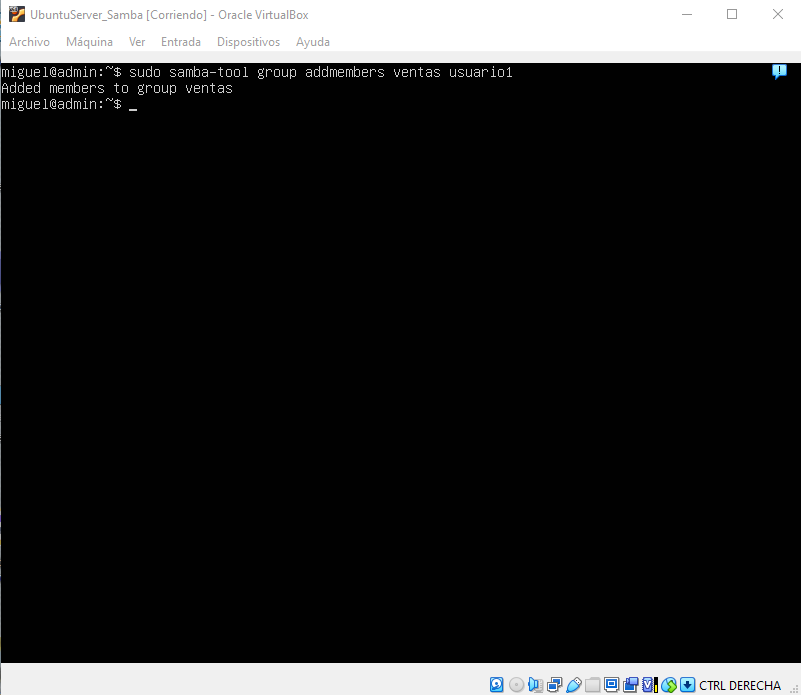 UbuntuServer_Samba [Corriendo] - Oracle VirtualBox
Archivo Máquina Ver Entrada Dispositivos Ayuda
miguel@admin:~$ sudo samba-tool group addmembers ventas usuario1
Added members to group ventas
miguel@admin:~$ _
CTRL DERECHA